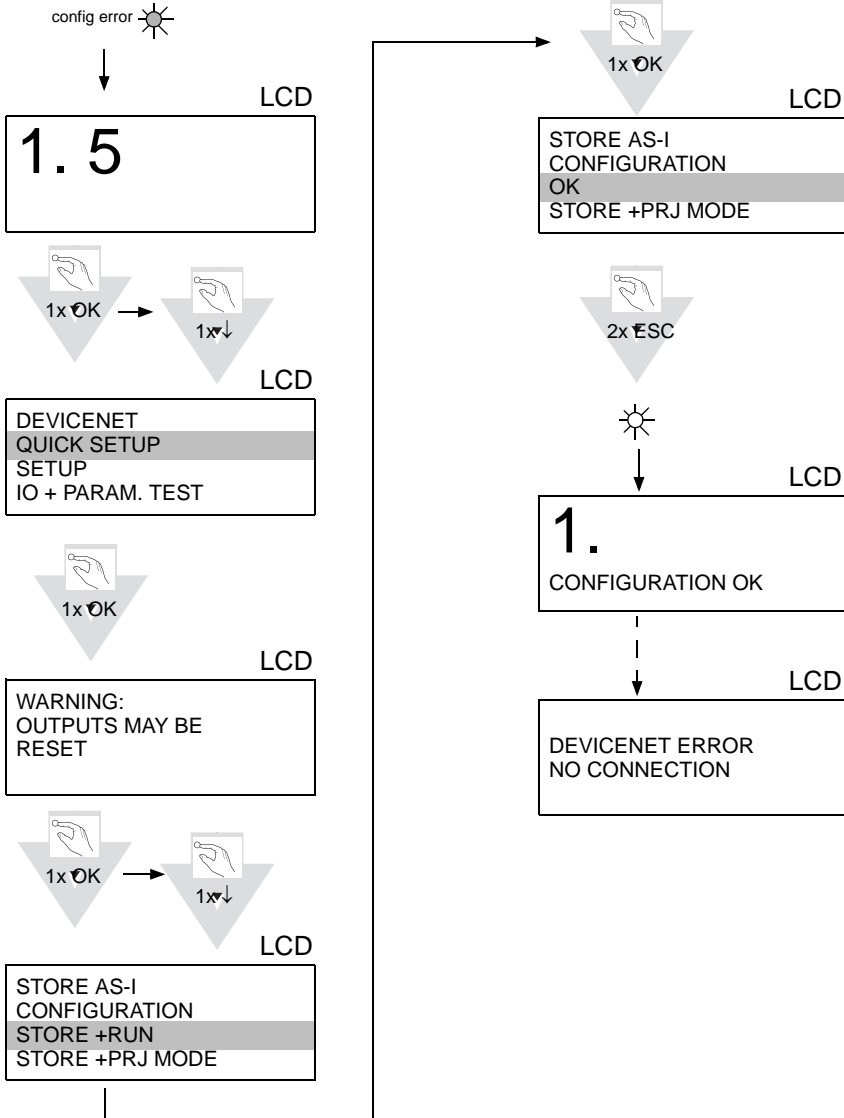 config error
LCD
1. 5
1x OK
1x ↓
LCD
DEVICENET
QUICK SETUP
SETUP
IO + PARAM. TEST
1x OK
LCD
WARNING:
OUTPUTS MAY BE
RESET
1x OK
1x ↓
LCD
STORE AS-I
CONFIGURATION
STORE +RUN
STORE +PRJ MODE
1x OK
LCD
STORE AS-I
CONFIGURATION
OK
STORE +PRJ MODE
2x ESC
LCD
1.
CONFIGURATION OK
LCD
DEVICENET ERROR
NO CONNECTION